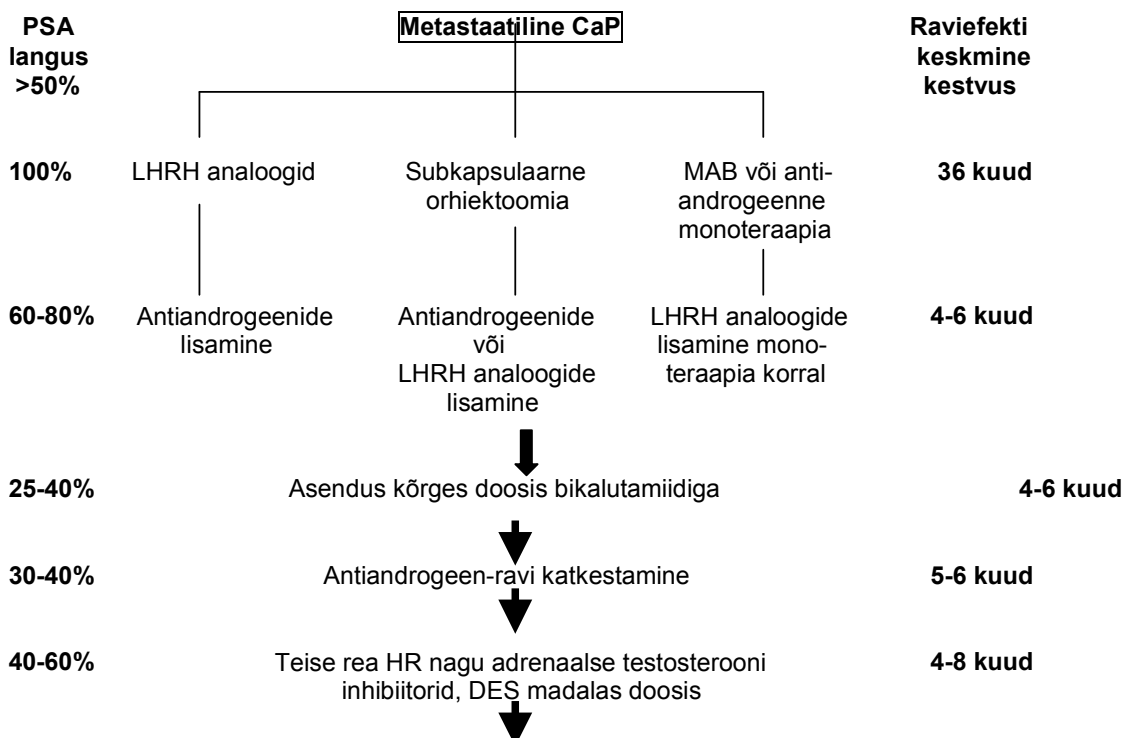 PSA
langus
>50%
Metastaatiline CaP
Raviefekti
keskmine
kestvus
100%
LHRH analoogid
Subkapsulaarne
orhiektoomia
MAB või anti-
androgeenne
monoteraapia
36 kuud
60-80%
Antiandrogeenide
lisamine
Antiandrogeenide
või
LHRH analoogide
lisamine
LHRH analoogide
lisamine mono-
teraapia korral
4-6 kuud
25-40%
Asendus kõrges doosis bikalutamiidiga
4-6 kuud
30-40%
Antiandrogeen-ravi katkestamine
5-6 kuud
40-60%
Teise rea HR nagu adrenaalse testosterooni
inhibiitorid, DES madalas doosis
4-8 kuud